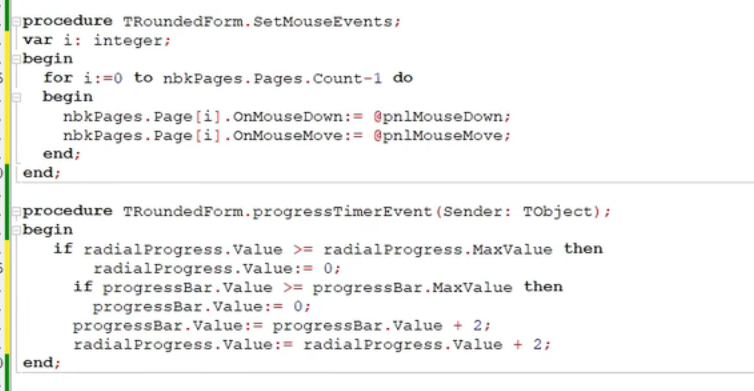 procedure TRoundedForm.SetMouseEvents;
var i: integer;
begin
for i:=0 to nbkPages.Pages.Count-1 do
begin
nbkPages.Page[i].OnMouseDown:= @pnlMouseDown;
nbkPages.Page[i].OnMouseMove:= @pnlMouseMove;
end;
end;
procedure TRoundedForm.progressTimerEvent(Sender: TObject);
begin
if radialProgress.Value >= radialProgress.MaxValue then
radialProgress.Value:= 0;
if progressBar.Value >= progressBar.MaxValue then
progressBar.Value:= 0;
progressBar.Value:= progressBar.Value + 2;
radialProgress.Value:= radialProgress.Value + 2;
end;